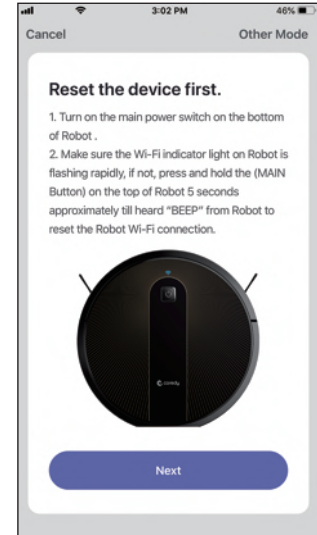 3:02 PM
46%
Cancel
Other Mode
Reset the device first.
1. Turn on the main power switch on the bottom
of Robot .
2. Make sure the Wi-Fi indicator light on Robot is
flashing rapidly, if not, press and hold the (MAIN
Button) on the top of Robot 5 seconds
approximately till heard “BEEP” from Robot to
reset the Robot Wi-Fi connection.
Next